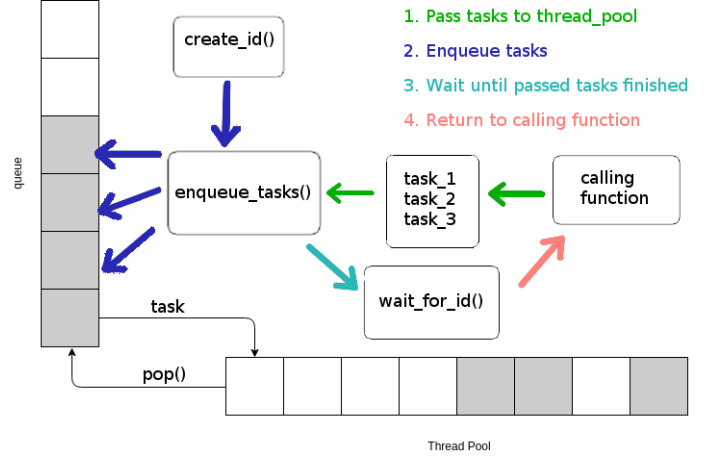 create_id()
1. Pass tasks to thread_pool
2. Enqueue tasks
3. Wait until passed tasks finished
4. Return to calling function
queue
enqueue_tasks()
task_1
task_2
task_3
calling
function
wait_for_id()
task
pop()
Thread Pool